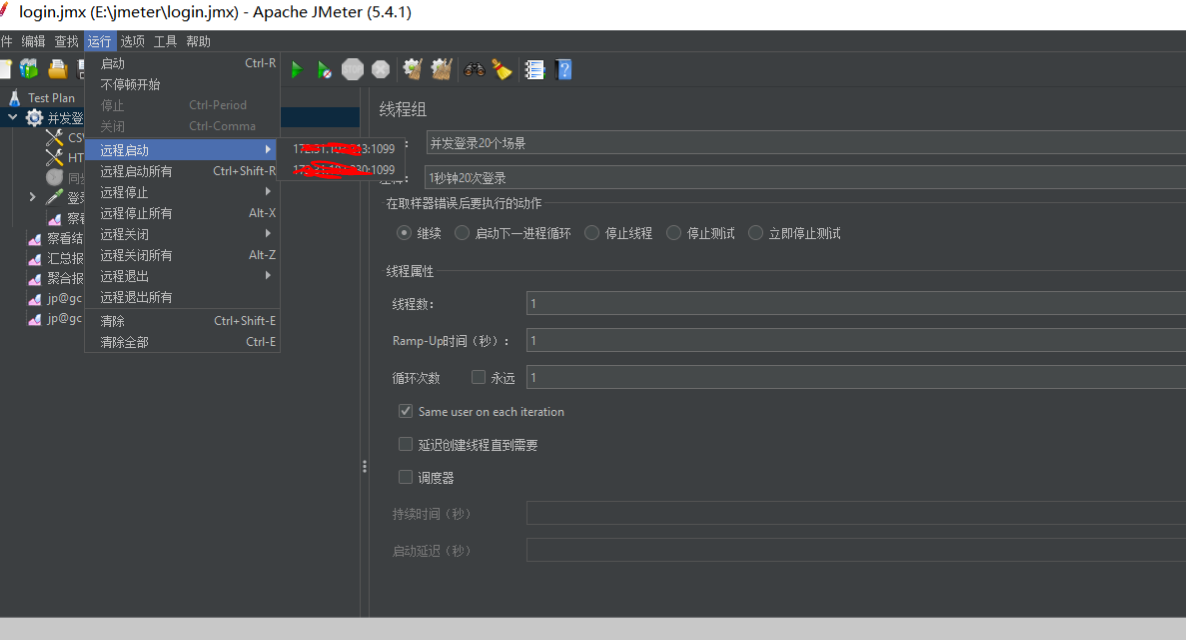 login.jmx (E:\jmeter\login.jmx) - Apache JMeter (5.4.1)
件 编辑 查找 运行 选项 工具 帮助
启动 Ctrl-R
不停顿开始
停止 Ctrl-Period
关闭 Ctrl-Comma
远程启动
远程启动所有 Ctrl+Shift-R
远程停止
远程停止所有 Alt-X
远程关闭
远程关闭所有 Alt-Z
远程退出
远程退出所有
清除 Ctrl+Shift-E
清除全部 Ctrl-E
:1099
:1099
Test Plan
并发登
CS
HT
同
登
察看
察看结
汇总报
聚合报
jp@gc
jp@gc
线程组
并发登录20个场景
1秒钟20次登录
在取样器错误后要执行的动作
继续 启动下一进程循环 停止线程 停止测试 立即停止测试
线程属性
线程数: 1
Ramp-Up时间（秒）: 1
循环次数 永远 1
Same user on each iteration
延迟创建线程直到需要
调度器
持续时间（秒）
启动延迟（秒）